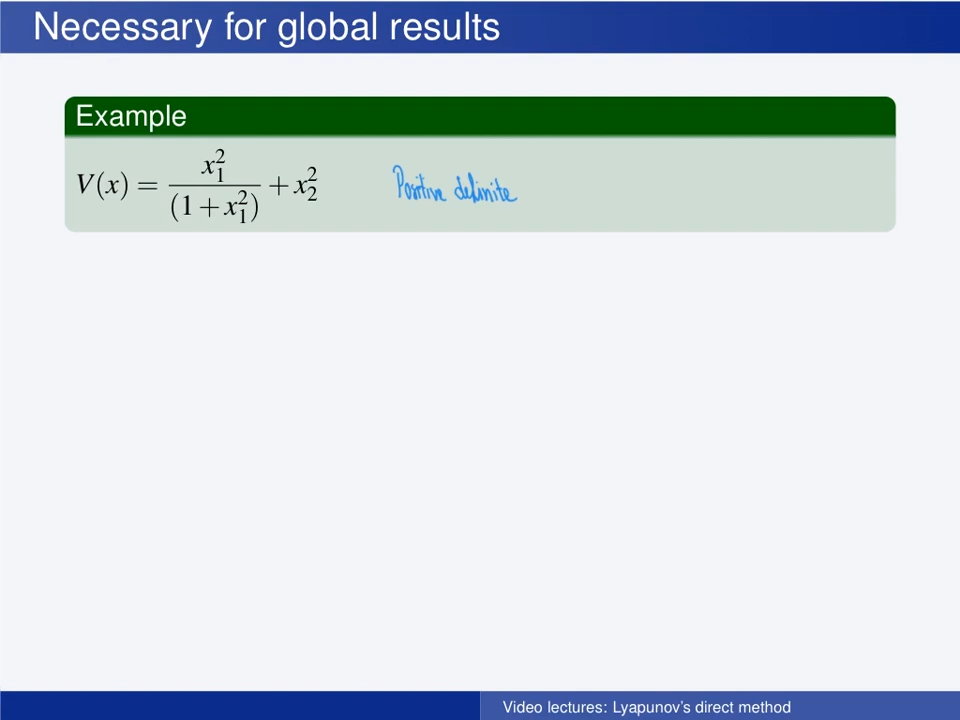 Necessary for global results
Example
V(x) = x₁² / (1 + x₁²) + x₂² Positive definite
Video lectures: Lyapunov's direct method